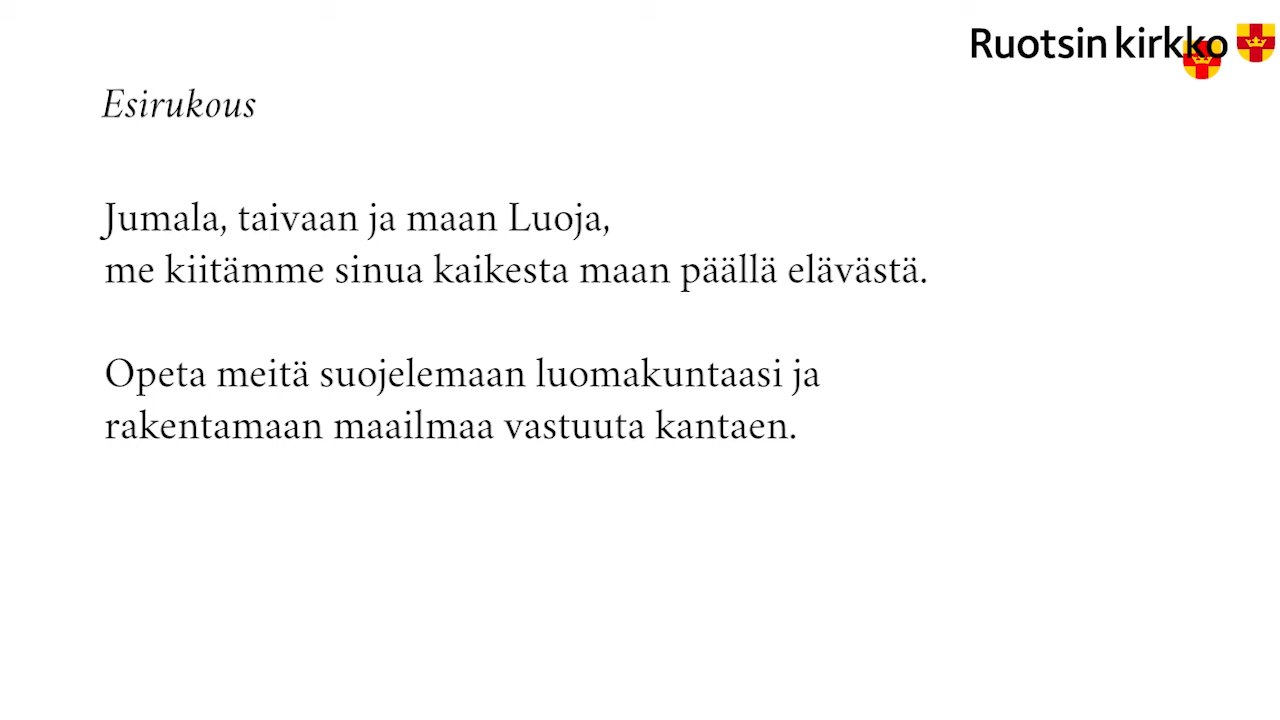 Ruotsin kirkko
Esirukous
Jumala, taivaan ja maan Luoja,
me kiitämme sinua kaikesta maan päällä elävästä.
Opeta meitä suojelemaan luomakuntaasi ja
rakentamaan maailmaa vastuuta kantaen.